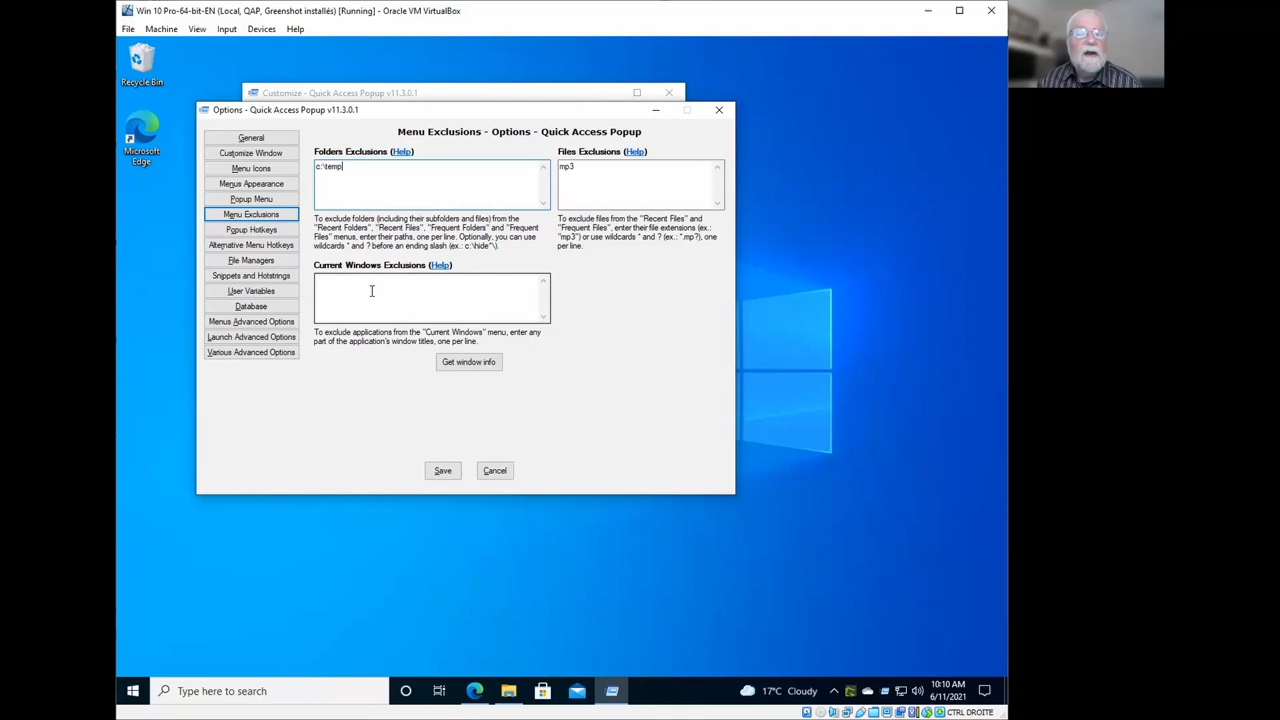 Win 10 Pro-64-bit-EN (Local, QAP, Greenshot installés) [Running] - Oracle VM VirtualBox
File Machine View Input Devices Help
Recycle Bin
Microsoft
Edge
Customize - Quick Access Popup v11.3.0.1
Options - Quick Access Popup v11.3.0.1
General
Customize Window
Menu Icons
Menus Appearance
Popup Menu
Menu Exclusions
Popup Hotkeys
Alternative Menu Hotkeys
File Managers
Snippets and Hotstrings
User Variables
Database
Menus Advanced Options
Launch Advanced Options
Various Advanced Options
Menu Exclusions - Options - Quick Access Popup
Folders Exclusions (Help)
c:\temp
To exclude folders (including their subfolders and files) from the
"Recent Folders", "Recent Files", "Frequent Folders" and "Frequent
Files" menus, enter their paths, one per line. Optionally, you can use
wildcards * and ? before an ending slash (ex.: c:\hide*\).
Files Exclusions (Help)
mp3
To exclude files from the "Recent Files" and
"Frequent Files", enter their file extensions (ex.:
"mp3") or use wildcards * and ? (ex.: *.mp?), one
per line.
Current Windows Exclusions (Help)
To exclude applications from the "Current Windows" menu, enter any
part of the application's window titles, one per line.
Get window info
Save Cancel
Type here to search
17°C Cloudy
10:10 AM
6/11/2021
CTRL DROITE